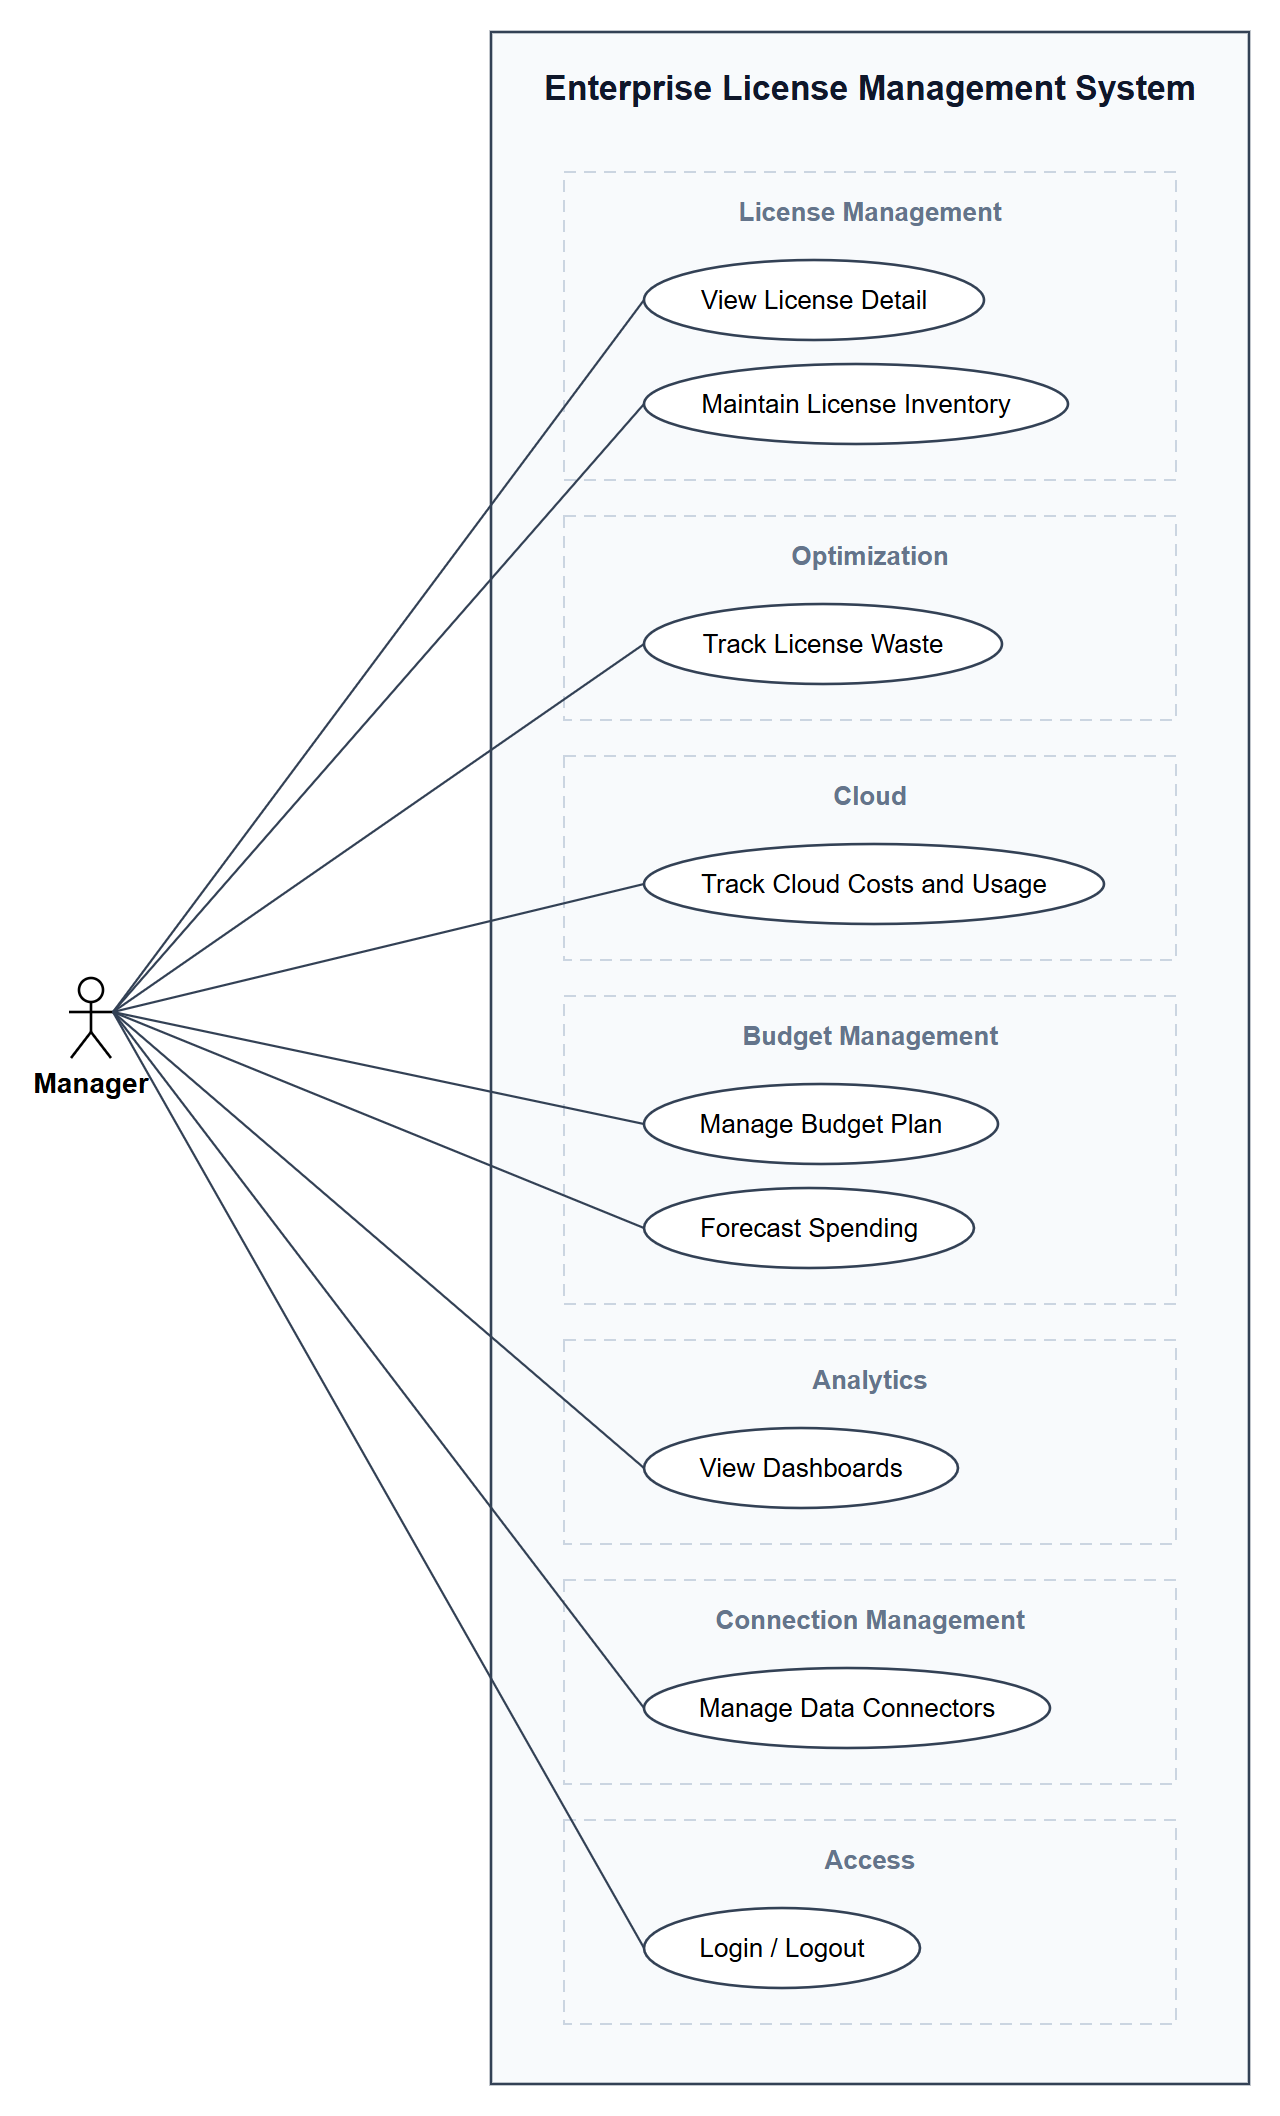 Enterprise License Management System
License Management
View License Detail
Maintain License Inventory
Optimization
Track License Waste
Cloud
Track Cloud Costs and Usage
Manager
Budget Management
Manage Budget Plan
Forecast Spending
Analytics
View Dashboards
Connection Management
Manage Data Connectors
Access
Login / Logout